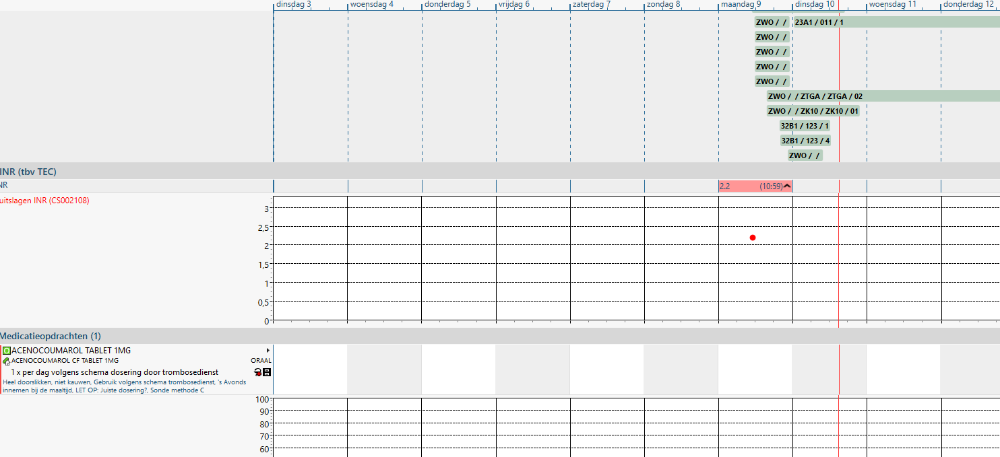 dinsdag 3 woensdag 4 donderdag 5 vrijdag 6 zaterdag 7 zondag 8 maandag 9 dinsdag 10 woensdag 11 donderdag 12
ZWO / / 23A1 / 011 / 1
ZWO / /
ZWO / /
ZWO / /
ZWO / /
ZWO / / ZTGA / ZTGA / 02
ZWO / / ZK10 / ZK10 / 01
32B1 / 123 / 1
32B1 / 123 / 4
ZWO / /
INR (tbv TEC)
NR 2.2 (10:59)
uitslagen INR (CS002108)
3
2,5
2
1,5
1
0,5
0
Medicatieopdrachten (1)
ACENOCOUMAROL TABLET 1MG
ACENOCOUMAROL CF TABLET 1MG ORAAL
1 x per dag volgens schema dosering door trombosedienst
Heel doorslikken, niet kauwen, Gebruik volgens schema trombosedienst, 's Avonds
innemen bij de maaltijd, LET OP: Juiste dosering?, Sonde methode C
100
90
80
70
60